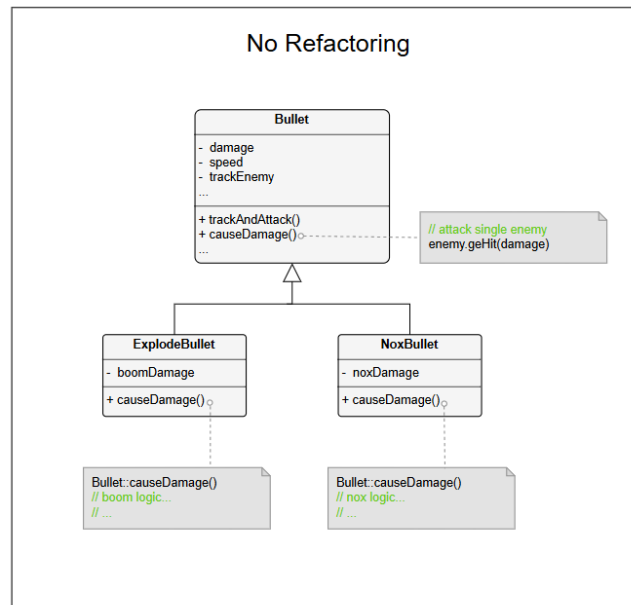 No Refactoring
Bullet
- damage
- speed
- trackEnemy
...
+ trackAndAttack()
+ causeDamage()
...
// attack single enemy
enemy.geHit(damage)
ExplodeBullet
- boomDamage
+ causeDamage()
NoxBullet
- noxDamage
+ causeDamage()
Bullet::causeDamage()
// boom logic...
// ...
Bullet::causeDamage()
// nox logic...
// ...